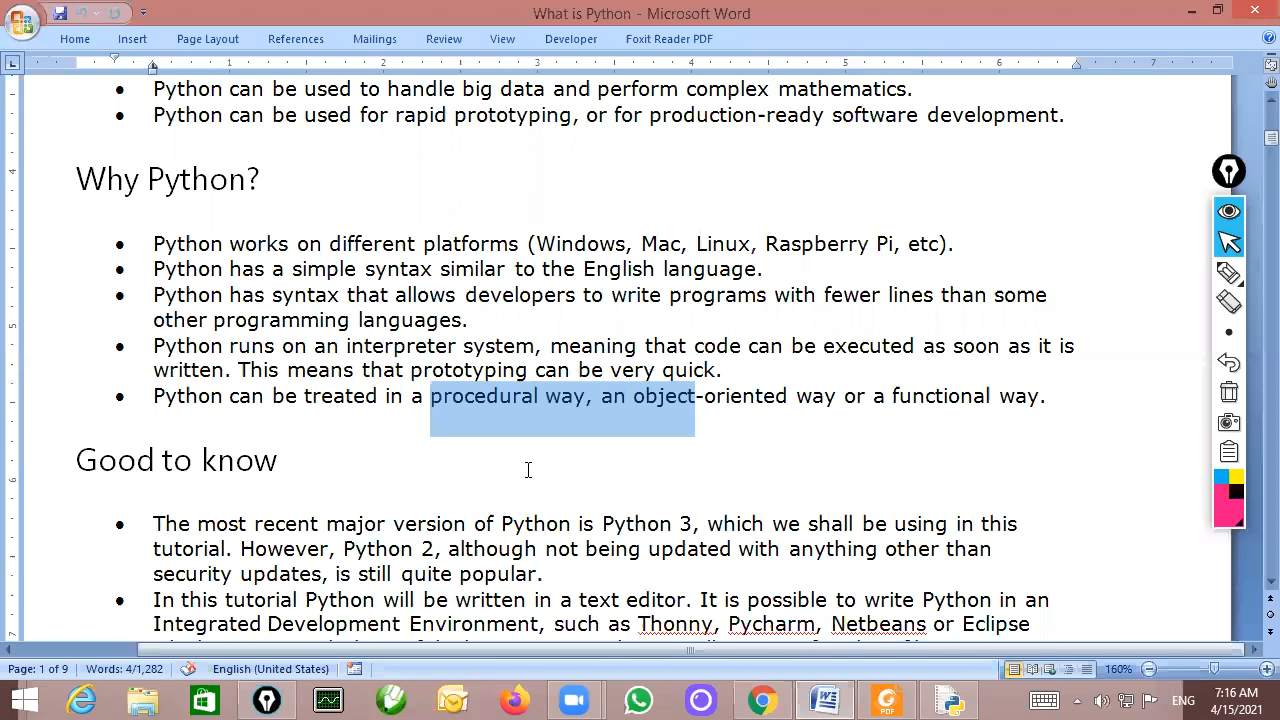 What is Python - Microsoft Word
Home Insert Page Layout References Mailings Review View Developer Foxit Reader PDF
1 2 3 4 5 6 7
Python can be used to handle big data and perform complex mathematics.
Python can be used for rapid prototyping, or for production-ready software development.
Why Python?
Python works on different platforms (Windows, Mac, Linux, Raspberry Pi, etc).
Python has a simple syntax similar to the English language.
Python has syntax that allows developers to write programs with fewer lines than some
other programming languages.
Python runs on an interpreter system, meaning that code can be executed as soon as it is
written. This means that prototyping can be very quick.
Python can be treated in a procedural way, an object-oriented way or a functional way.
Good to know
The most recent major version of Python is Python 3, which we shall be using in this
tutorial. However, Python 2, although not being updated with anything other than
security updates, is still quite popular.
In this tutorial Python will be written in a text editor. It is possible to write Python in an
Integrated Development Environment, such as Thonny, Pycharm, Netbeans or Eclipse
Page: 1 of 9 Words: 4/1,282 English (United States) 160%
ENG 7:16 AM
4/15/2021